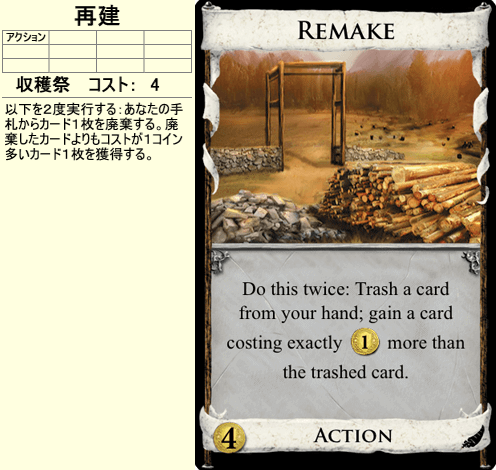 再建
アクション
収穫祭 コスト: 4
以下を2度実行する:あなたの手
札からカード1枚を廃棄する。廃
棄したカードよりもコストが1コイン
多いカード1枚を獲得する。
REMAKE
Do this twice: Trash a card
from your hand; gain a card
costing exactly 1 more than
the trashed card.
4 ACTION